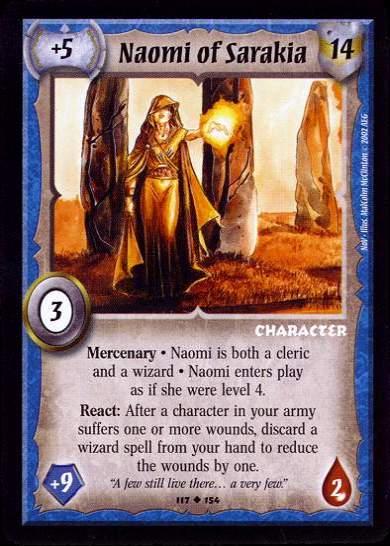 +5
Naomi of Sarakia
14
Nov · Illus. Malcolm McClinton © 2002 AEG
3
CHARACTER
Mercenary • Naomi is both a cleric
and a wizard • Naomi enters play
as if she were level 4.
React: After a character in your army
suffers one or more wounds, discard a
wizard spell from your hand to reduce
the wounds by one.
"A few still live there... a very few."
+9
117 ◆ 154
2